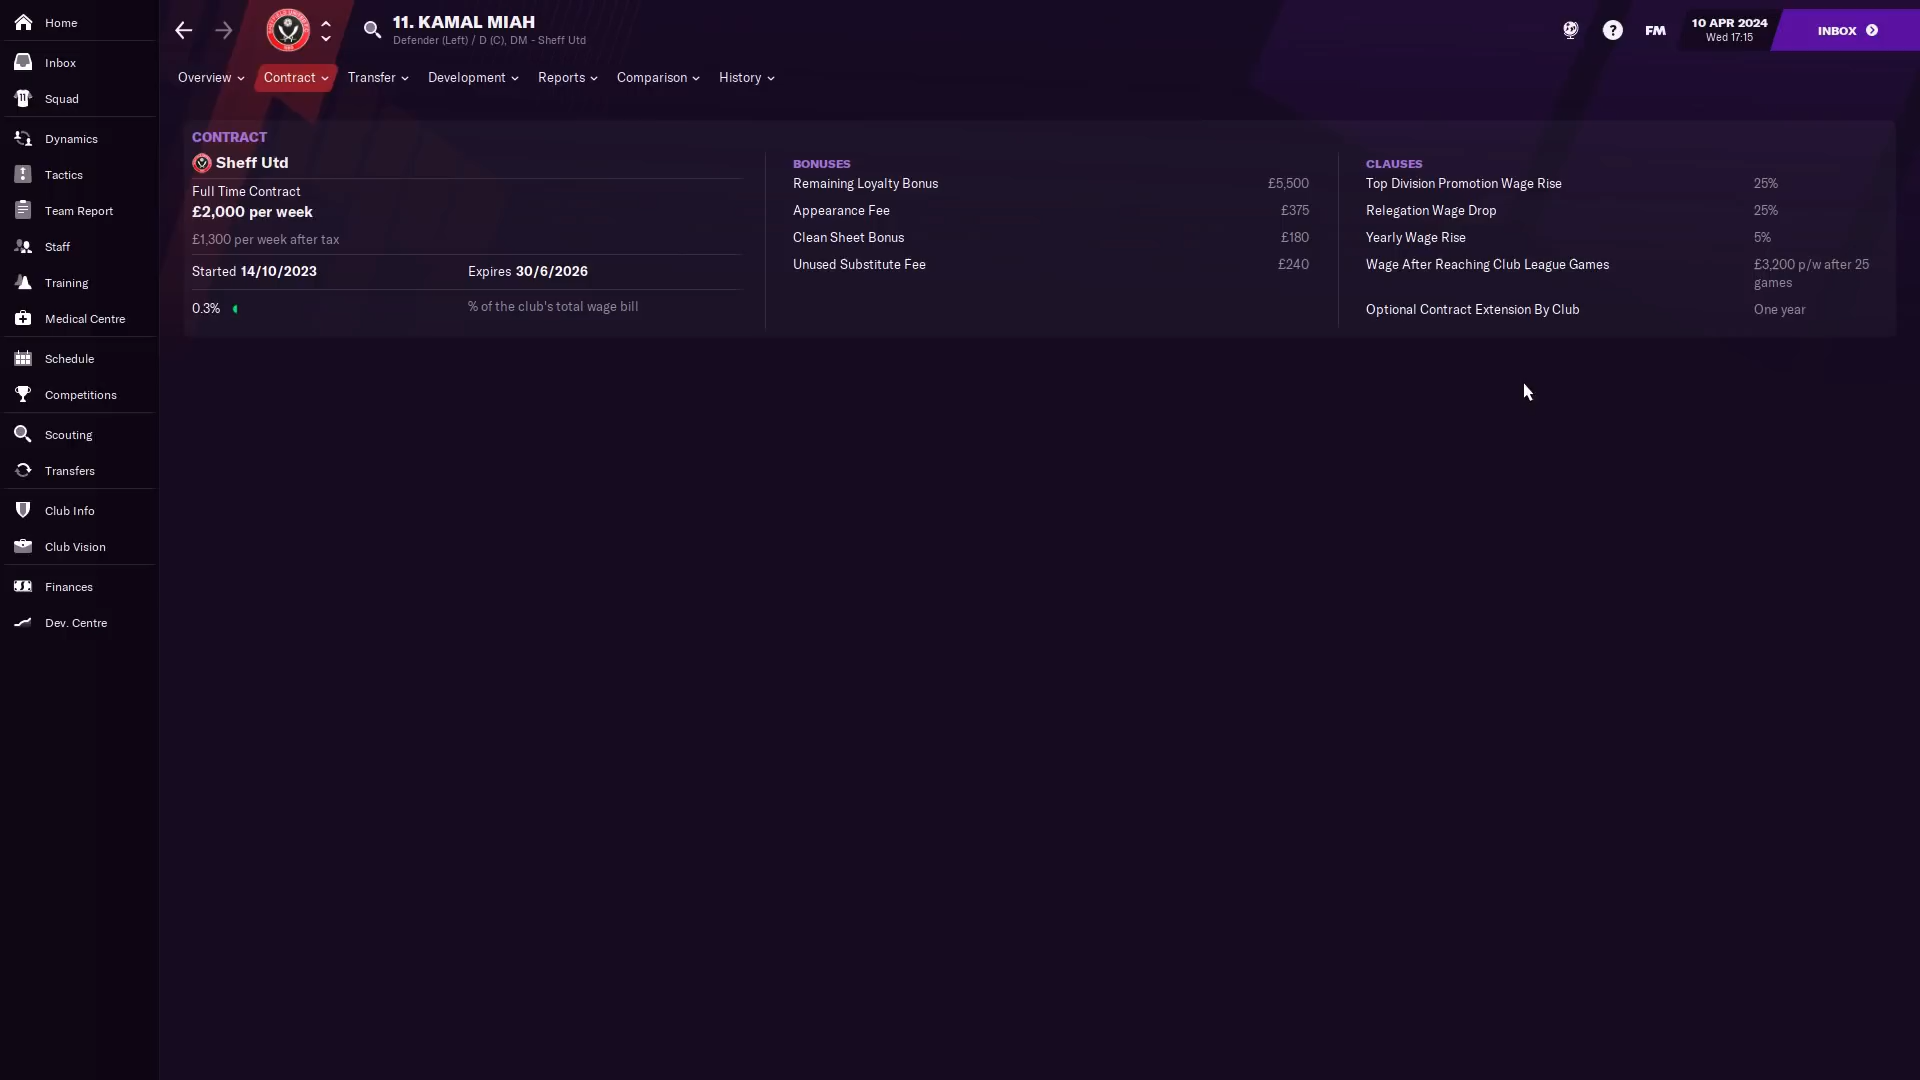 Home
Inbox
Squad
Dynamics
Tactics
Team Report
Staff
Training
Medical Centre
Schedule
Competitions
Scouting
Transfers
Club Info
Club Vision
Finances
Dev. Centre
11. KAMAL MIAH
Defender (Left) / D (C), DM - Sheff Utd
FM
10 APR 2024
Wed 17:15
INBOX
Overview
Contract
Transfer
Development
Reports
Comparison
History
CONTRACT
Sheff Utd
Full Time Contract
£2,000 per week
£1,300 per week after tax
Started 14/10/2023 Expires 30/6/2026
0.3% % of the club's total wage bill
BONUSES
Remaining Loyalty Bonus £5,500
Appearance Fee £375
Clean Sheet Bonus £180
Unused Substitute Fee £240
CLAUSES
Top Division Promotion Wage Rise 25%
Relegation Wage Drop 25%
Yearly Wage Rise 5%
Wage After Reaching Club League Games £3,200 p/w after 25
games
Optional Contract Extension By Club One year